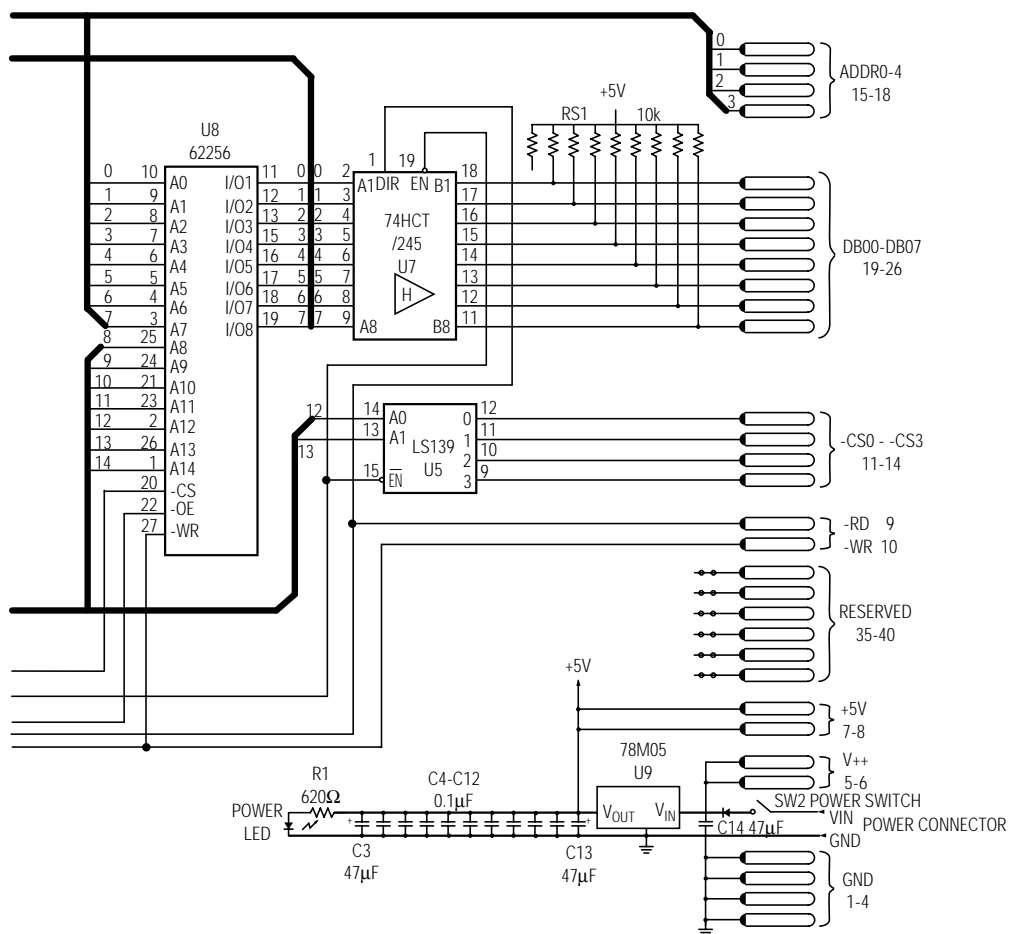 0
1
2
3
ADDR0-4
15-18
+5V
RS1 10k
U8
62256
1 19
0 10 A0 I/O1 11 0 0 2 A1 DIR EN B1 18
1 9 A1 I/O2 12 1 1 3 17
2 8 A2 I/O3 13 2 2 4 74HCT 16
3 7 A3 I/O4 15 3 3 5 /245 15
4 6 A4 I/O5 16 4 4 6 U7 14
5 5 A5 I/O6 17 5 5 7 H 13
6 4 A6 I/O7 18 6 6 8 12
7 3 A7 I/O8 19 7 7 9 A8 B8 11
DB00-DB07
19-26
8 25 A8
9 24 A9
10 21 A10
11 23 A11
12 2 A12
13 26 A13
14 1 A14
20 -CS
22 -OE
27 -WR
12 14 A0 0 12
13 13 A1 1 11
LS139 2 10
U5
15 EN 3 9
-CS0 - -CS3
11-14
-RD 9
-WR 10
RESERVED
35-40
+5V
+5V
7-8
78M05
U9
V++
5-6
R1
620Ω
C4-C12
0.1µF
POWER
LED
VOUT VIN
SW2 POWER SWITCH
VIN
POWER CONNECTOR
C14 47µF
GND
+
C3
47µF
+
C13
47µF
GND
1-4